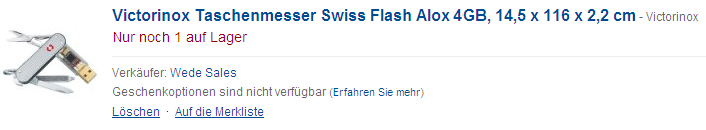 Victorinox Taschenmesser Swiss Flash Alox 4GB, 14,5 x 116 x 2,2 cm - Victorinox
Nur noch 1 auf Lager
Verkäufer: Wede Sales
Geschenkoptionen sind nicht verfügbar (Erfahren Sie mehr)
Löschen · Auf die Merkliste